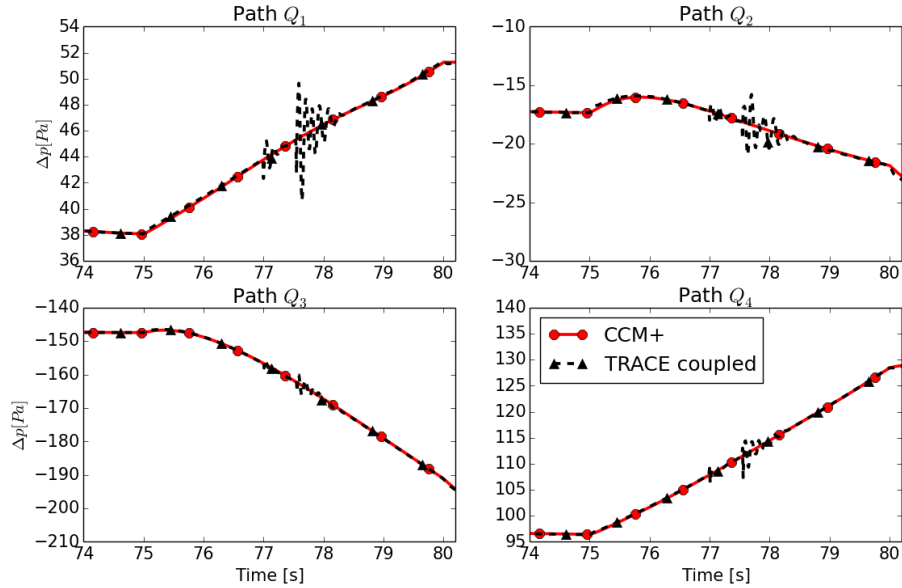 Path Q₁
Δp[Pa]
54
52
50
48
46
44
42
40
38
36
74 75 76 77 78 79 80
Path Q₂
−10
−15
−20
−25
−30
74 75 76 77 78 79 80
Path Q₃
Δp[Pa]
−140
−150
−160
−170
−180
−190
−200
−210
74 75 76 77 78 79 80
Time [s]
Path Q₄
140
135
130
125
120
115
110
105
100
95
CCM+
TRACE coupled
74 75 76 77 78 79 80
Time [s]